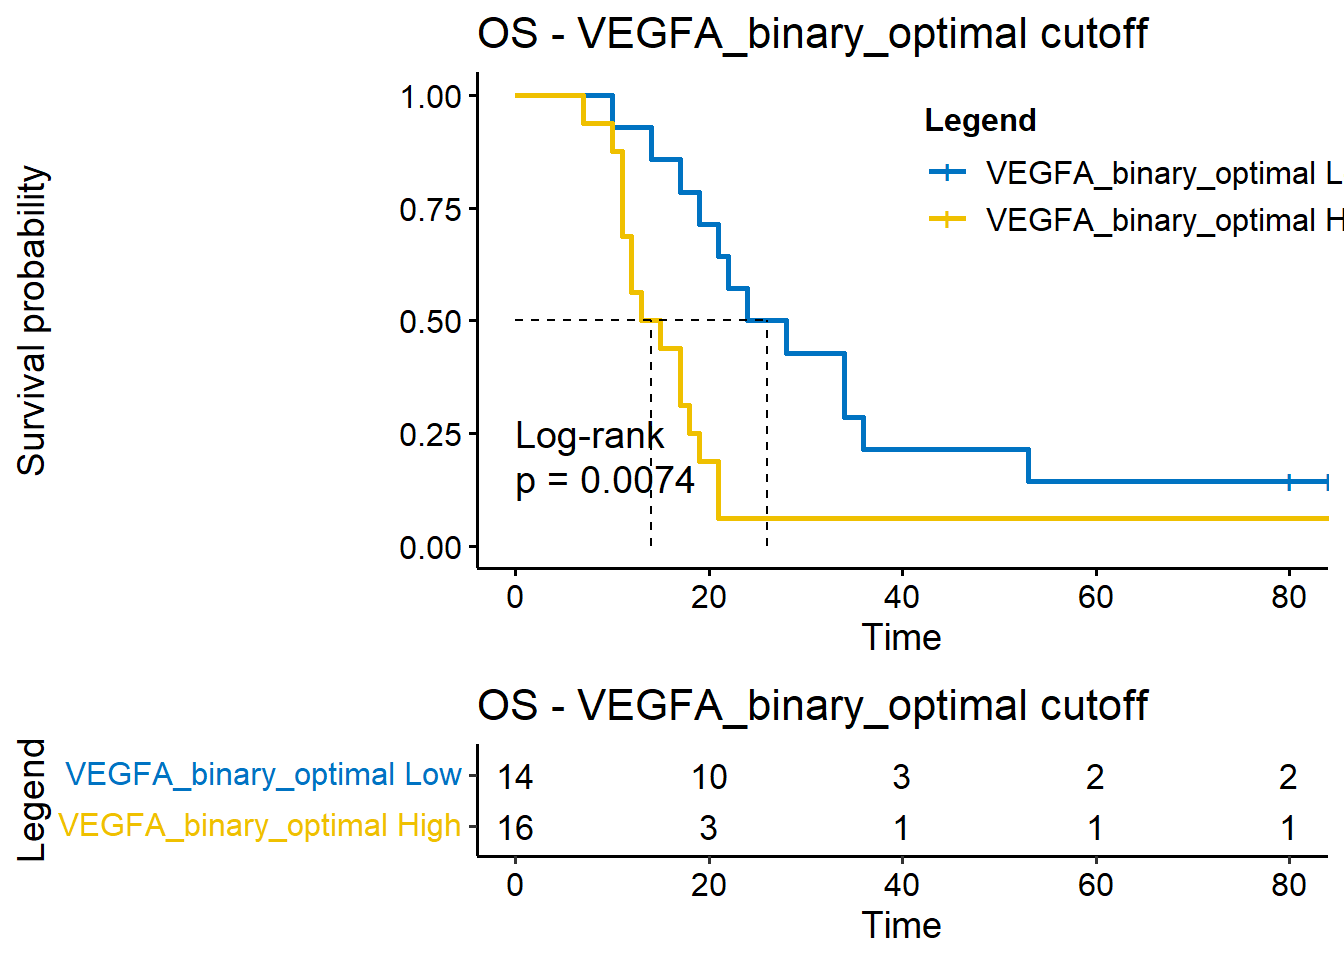 OS - VEGFA_binary_optimal cutoff
Legend
VEGFA_binary_optimal L
VEGFA_binary_optimal H
Survival probability
1.00
0.75
0.50
0.25
0.00
Log-rank
p = 0.0074
0 20 40 60 80
Time
OS - VEGFA_binary_optimal cutoff
Legend
VEGFA_binary_optimal Low 14 10 3 2 2
VEGFA_binary_optimal High 16 3 1 1 1
0 20 40 60 80
Time